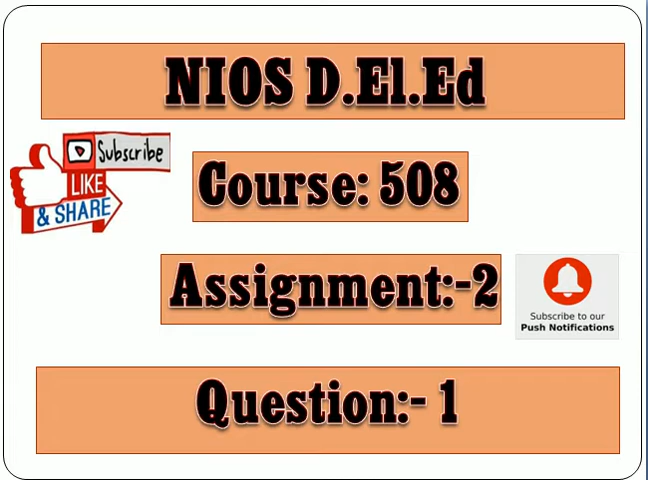 NIOS D.El.Ed
Subscribe
LIKE
& SHARE
Course: 508
Assignment:-2
Subscribe to our
Push Notifications
Question:- 1